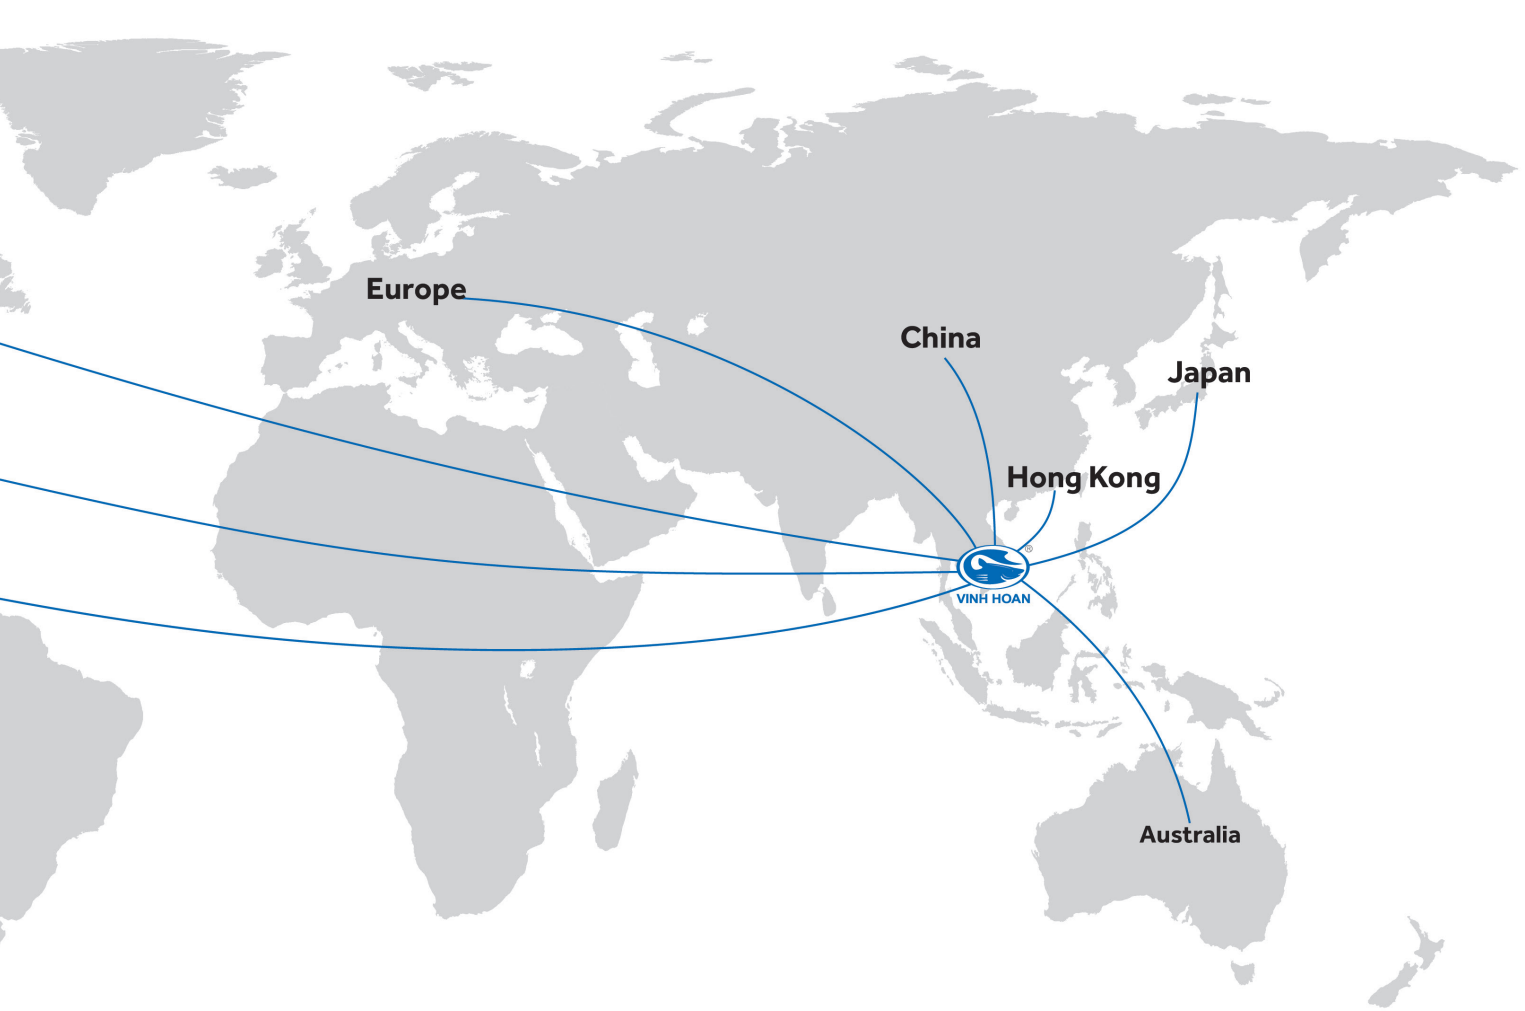 Europe
China
Japan
Hong Kong
®
VINH HOAN
Australia